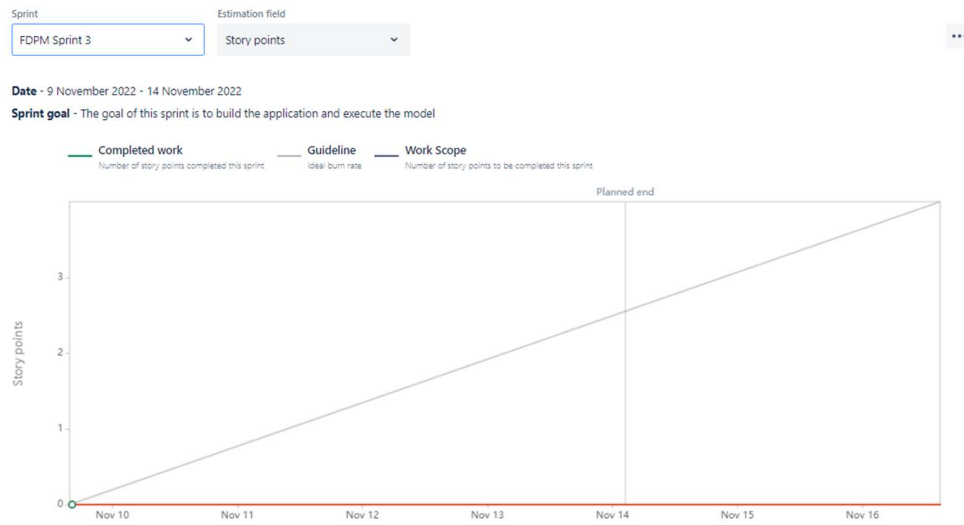 Sprint
Estimation field
FDPM Sprint 3
Story points
Date - 9 November 2022 - 14 November 2022
Sprint goal - The goal of this sprint is to build the application and execute the model
Completed work
Number of story points completed this sprint
Guideline
Ideal burn rate
Work Scope
Number of story points to be completed this sprint
Planned end
Story points
3
2
1
0
Nov 10
Nov 11
Nov 12
Nov 13
Nov 14
Nov 15
Nov 16